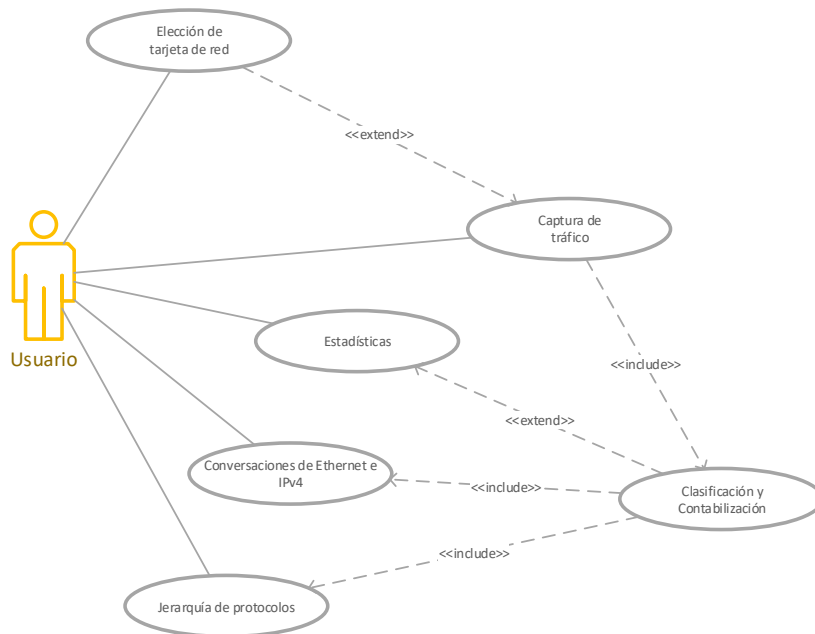 Elección de
tarjeta de red
<<extend>>
Captura de
tráfico
Usuario
Estadísticas
<<include>>
<<extend>>
Conversaciones de Ethernet e
IPv4
<<include>>
Clasificación y
Contabilización
<<include>>
Jerarquía de protocolos